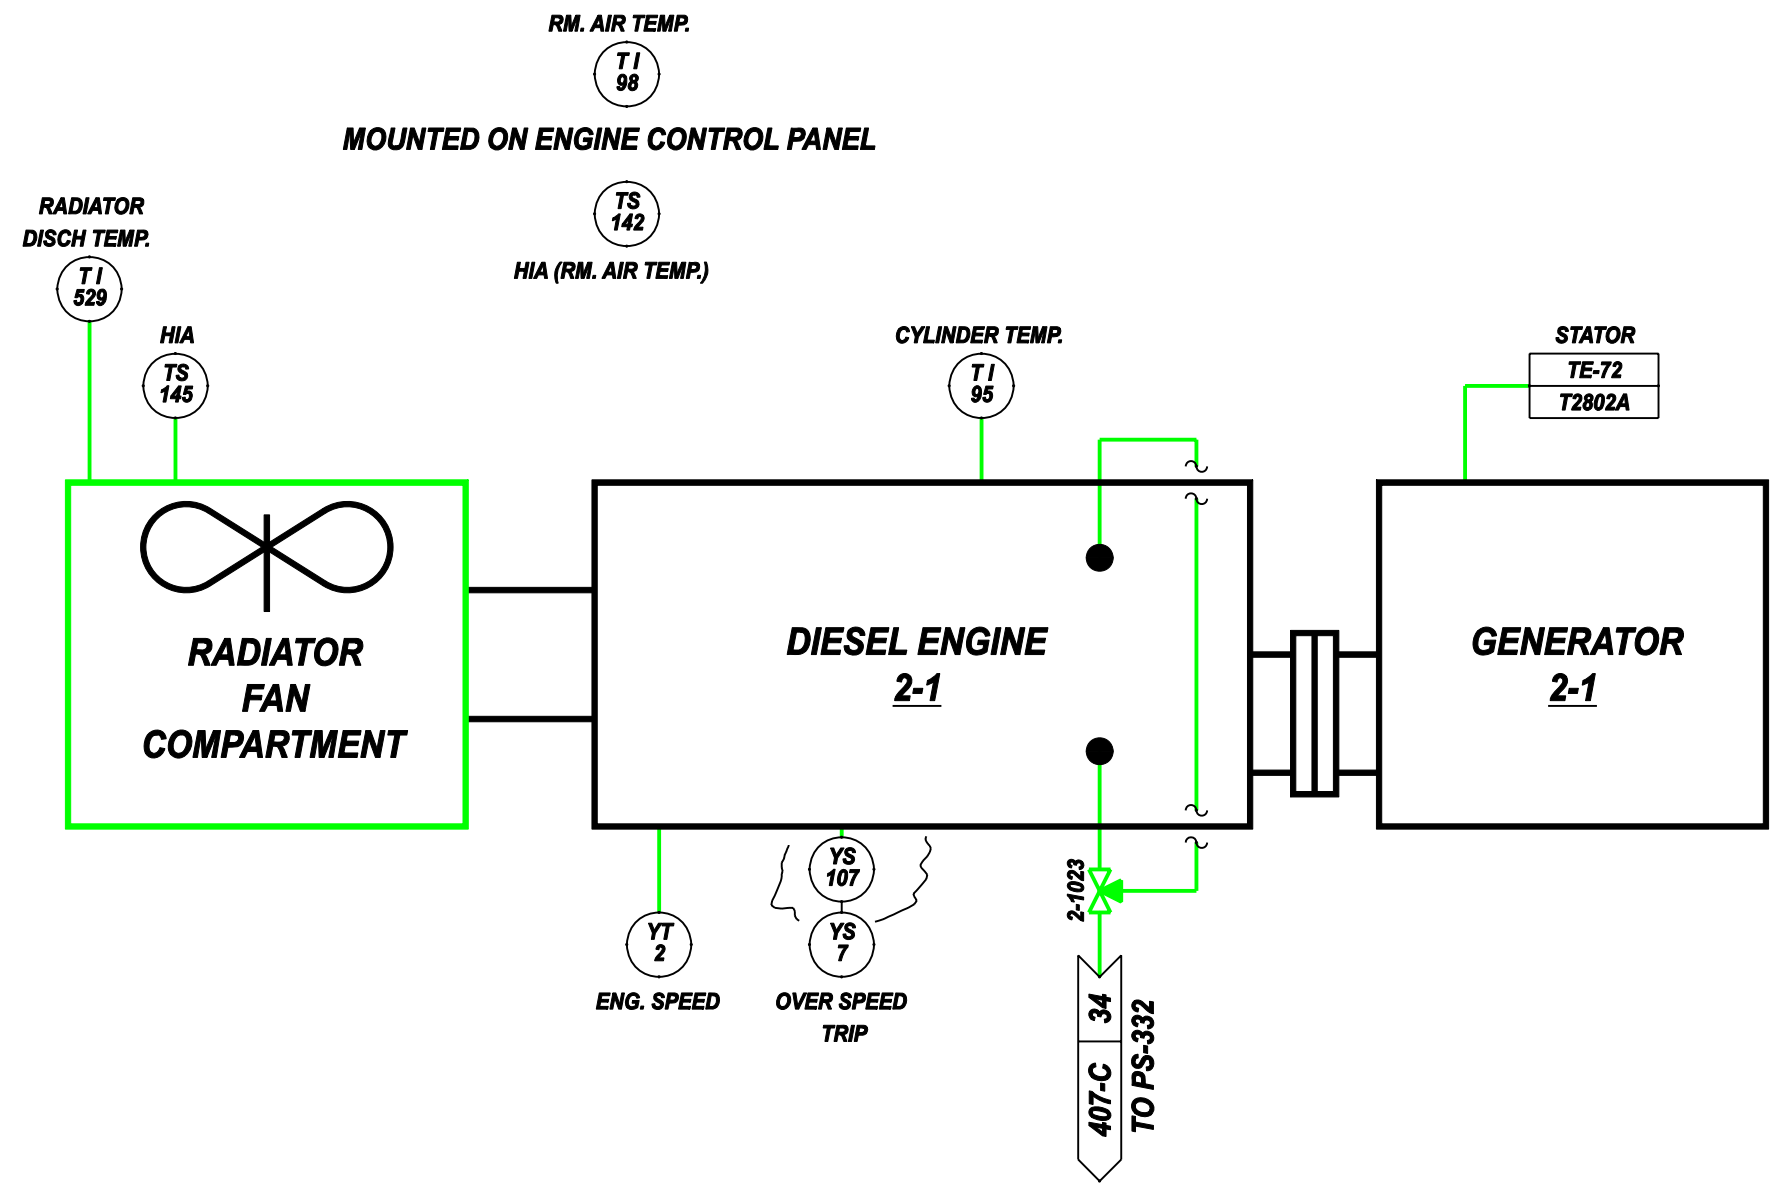 RM. AIR TEMP.
T I
98
MOUNTED ON ENGINE CONTROL PANEL
TS
142
HIA (RM. AIR TEMP.)
RADIATOR
DISCH TEMP.
T I
529
HIA
TS
145
CYLINDER TEMP.
T I
95
STATOR
TE-72
T2802A
RADIATOR
FAN
COMPARTMENT
DIESEL ENGINE
2-1
GENERATOR
2-1
YT
2
ENG. SPEED
YS
107
YS
7
OVER SPEED
TRIP
2-1023
34
407-C
TO PS-332